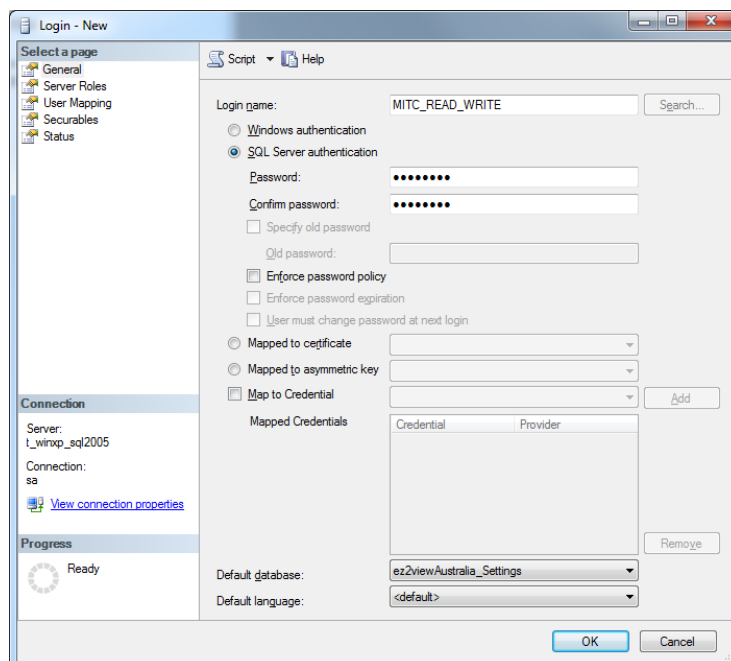 Login - New
Select a page
General
Server Roles
User Mapping
Securables
Status
Script
Help
Login name:
MITC_READ_WRITE
Search...
Windows authentication
SQL Server authentication
Password:
••••••••
Confirm password:
••••••••
Specify old password
Old password:
Enforce password policy
Enforce password expiration
User must change password at next login
Mapped to certificate
Mapped to asymmetric key
Map to Credential
Add
Mapped Credentials
Credential
Provider
Remove
Default database:
ez2viewAustralia_Settings
Default language:
<default>
Connection
Server:
t_winxp_sql2005
Connection:
sa
View connection properties
Progress
Ready
OK
Cancel